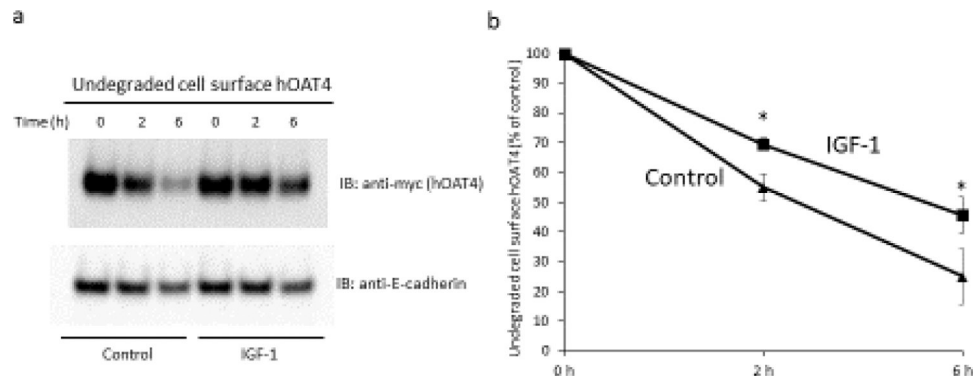 a
Undegraded cell surface hOAT4
Time (h) 0 2 6 0 2 6
IB: anti-myc (hOAT4)
IB: anti-E-cadherin
Control IGF-1
b
Undegraded cell surface hOAT4 [% of control]
100
90
80
70
60
50
40
30
20
10
0
*
IGF-1
Control
*
0 h 2 h 6 h